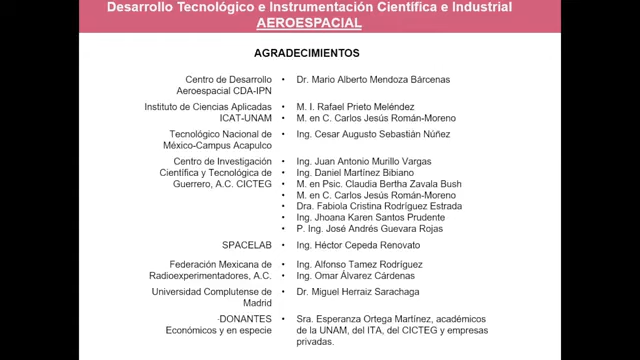 Desarrollo Tecnológico e Instrumentación Científica e Industrial
AEROESPACIAL
AGRADECIMIENTOS
Centro de Desarrollo • Dr. Mario Alberto Mendoza Bárcenas
Aeroespacial CDA-IPN
Instituto de Ciencias Aplicadas • M. I. Rafael Prieto Meléndez
ICAT-UNAM • M. en C. Carlos Jesús Román-Moreno
Tecnológico Nacional de • Ing. Cesar Augusto Sebastián Núñez
México-Campus Acapulco
Centro de Investigación • Ing. Juan Antonio Murillo Vargas
Científica y Tecnológica de • Ing. Daniel Martínez Bibiano
Guerrero, A.C. CICTEG • M. en Psic. Claudia Bertha Zavala Bush
• M. en C. Carlos Jesús Román-Moreno
• Dra. Fabiola Cristina Rodríguez Estrada
• Ing. Jhoana Karen Santos Prudente
• P. Ing. José Andrés Guevara Rojas
SPACELAB • Ing. Héctor Cepeda Renovato
Federación Mexicana de • Ing. Alfonso Tamez Rodríguez
Radioexperimentadores, A.C. • Ing. Omar Álvarez Cárdenas
Universidad Complutense de • Dr. Miguel Herraiz Sarachaga
Madrid
-DONANTES • Sra. Esperanza Ortega Martínez, académicos
Económicos y en especie de la UNAM, del ITA, del CICTEG y empresas
privadas.